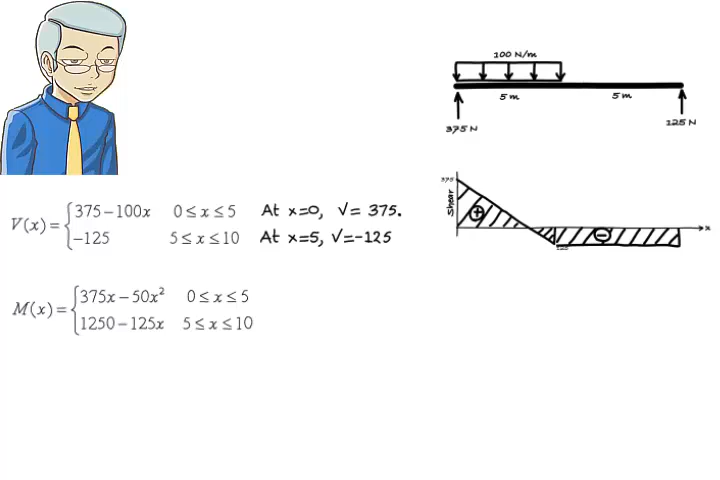 100 N/m
5 m 5 m
375 N 125 N
375
Shear
x
125
V(x) = { 375 − 100x 0 ≤ x ≤ 5 At x=0, V= 375.
−125 5 ≤ x ≤ 10 At x=5, V=−125
M(x) = { 375x − 50x² 0 ≤ x ≤ 5
1250 − 125x 5 ≤ x ≤ 10